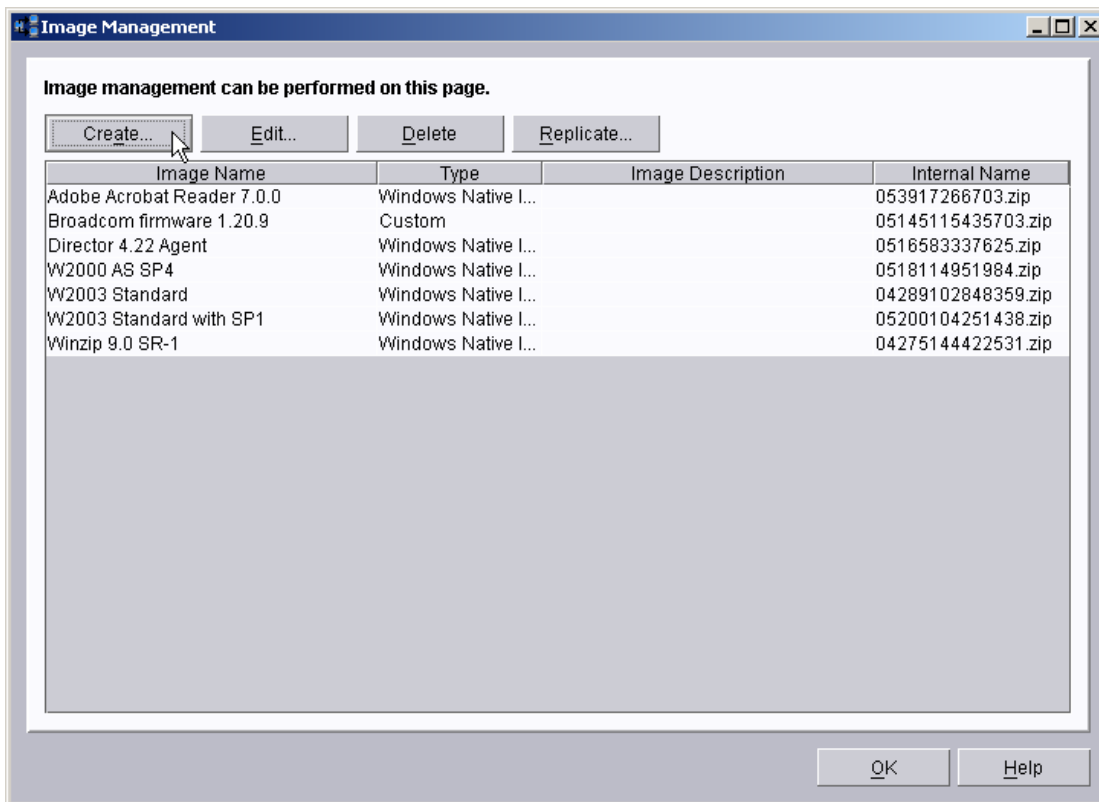 Image Management
Image management can be performed on this page.
Create... Edit... Delete Replicate...
Image Name Type Image Description Internal Name
Adobe Acrobat Reader 7.0.0 Windows Native I... 053917266703.zip
Broadcom firmware 1.20.9 Custom 05145115435703.zip
Director 4.22 Agent Windows Native I... 0516583337625.zip
W2000 AS SP4 Windows Native I... 0518114951984.zip
W2003 Standard Windows Native I... 04289102848359.zip
W2003 Standard with SP1 Windows Native I... 05200104251438.zip
Winzip 9.0 SR-1 Windows Native I... 04275144422531.zip
OK Help